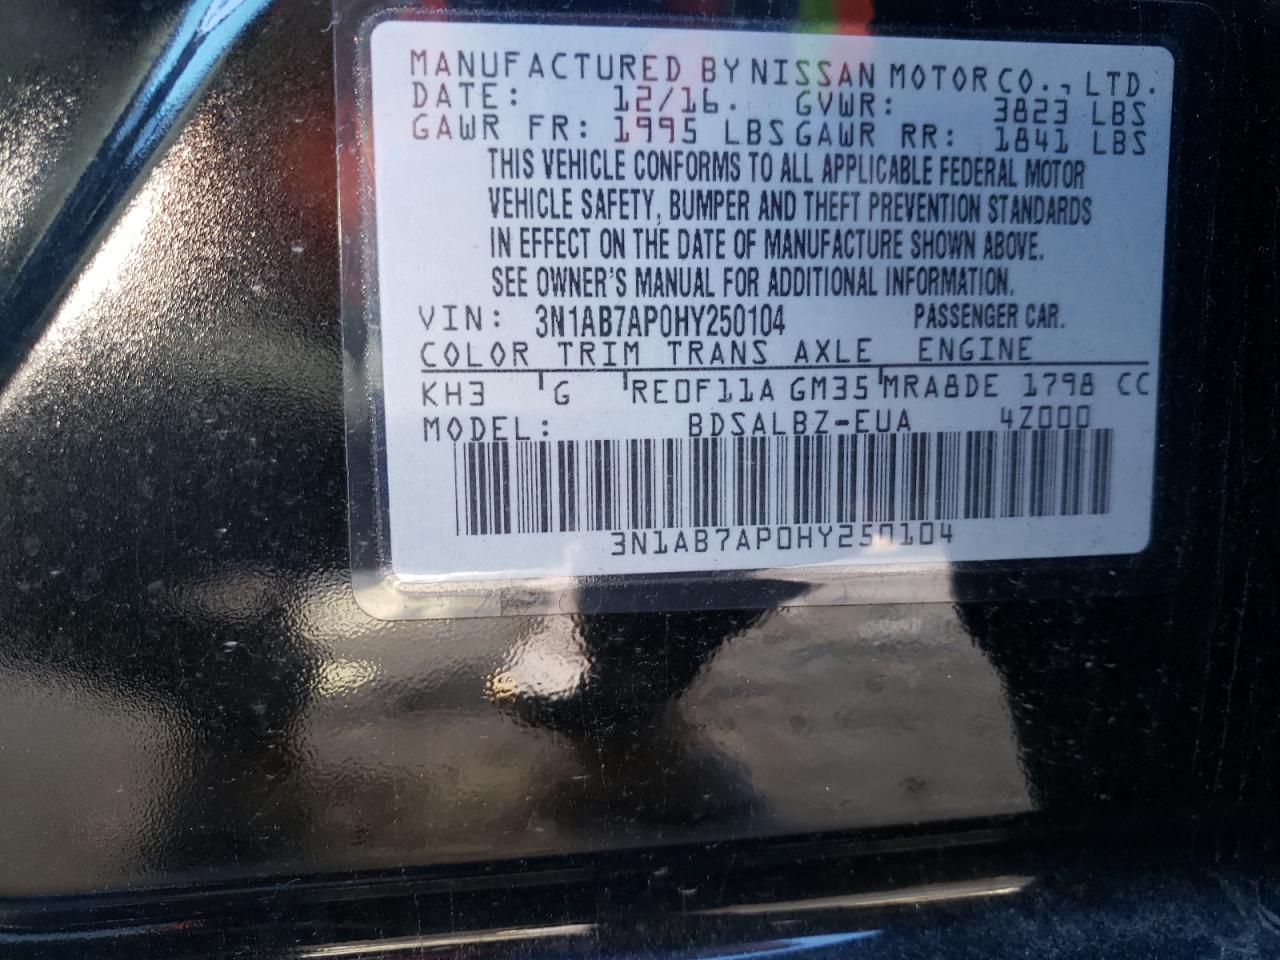 MANUFACTURED BY NISSAN MOTOR CO., LTD.
DATE: 12/16. GVWR: 3823 LBS
GAWR FR: 1995 LBS GAWR RR: 1841 LBS
THIS VEHICLE CONFORMS TO ALL APPLICABLE FEDERAL MOTOR
VEHICLE SAFETY, BUMPER AND THEFT PREVENTION STANDARDS
IN EFFECT ON THE DATE OF MANUFACTURE SHOWN ABOVE.
SEE OWNER'S MANUAL FOR ADDITIONAL INFORMATION.
VIN: 3N1AB7AP0HY250104 PASSENGER CAR.
COLOR TRIM TRANS AXLE ENGINE
KH3 G RE0F11A GM35 MRA8DE 1798 CC
MODEL: BDSALBZ-EUA 4Z000
3N1AB7AP0HY250104